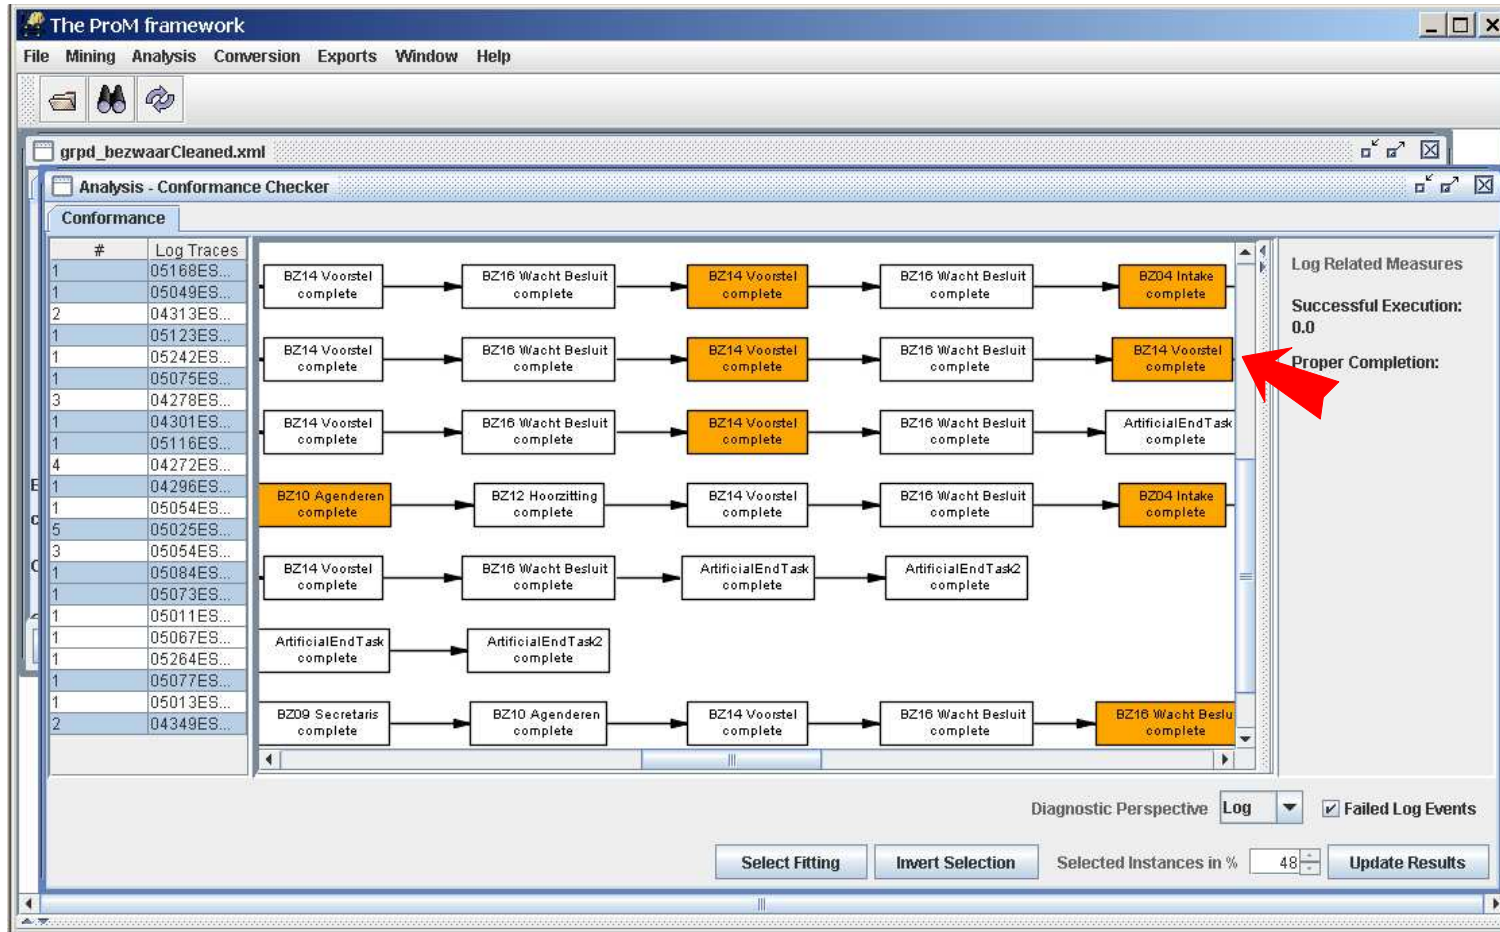 The ProM framework
File Mining Analysis Conversion Exports Window Help
grpd_bezwaarCleaned.xml
Analysis - Conformance Checker
Conformance
# Log Traces
1 05168ES...
1 05049ES...
2 04313ES...
1 05123ES...
1 05242ES...
1 05075ES...
3 04278ES...
1 04301ES...
1 05116ES...
4 04272ES...
1 04296ES...
1 05054ES...
5 05025ES...
3 05054ES...
1 05084ES...
1 05073ES...
1 05011ES...
1 05067ES...
1 05264ES...
1 05077ES...
1 05013ES...
2 04349ES...
BZ14 Voorstel BZ16 Wacht Besluit BZ14 Voorstel BZ16 Wacht Besluit BZ04 Intake
complete complete complete complete complete
BZ14 Voorstel BZ16 Wacht Besluit BZ14 Voorstel BZ16 Wacht Besluit BZ14 Voorstel
complete complete complete complete complete
BZ14 Voorstel BZ16 Wacht Besluit BZ14 Voorstel BZ16 Wacht Besluit ArtificialEndTask
complete complete complete complete complete
BZ10 Agenderen BZ12 Hoorzitting BZ14 Voorstel BZ16 Wacht Besluit BZ04 Intake
complete complete complete complete complete
BZ14 Voorstel BZ16 Wacht Besluit ArtificialEndTask ArtificialEndTask2
complete complete complete complete
ArtificialEndTask ArtificialEndTask2
complete complete
BZ09 Secretaris BZ10 Agenderen BZ14 Voorstel BZ16 Wacht Besluit BZ16 Wacht Beslu
complete complete complete complete complete
Log Related Measures
Successful Execution:
0.0
Proper Completion:
Diagnostic Perspective Log Failed Log Events
Select Fitting Invert Selection Selected Instances in % 48 Update Results